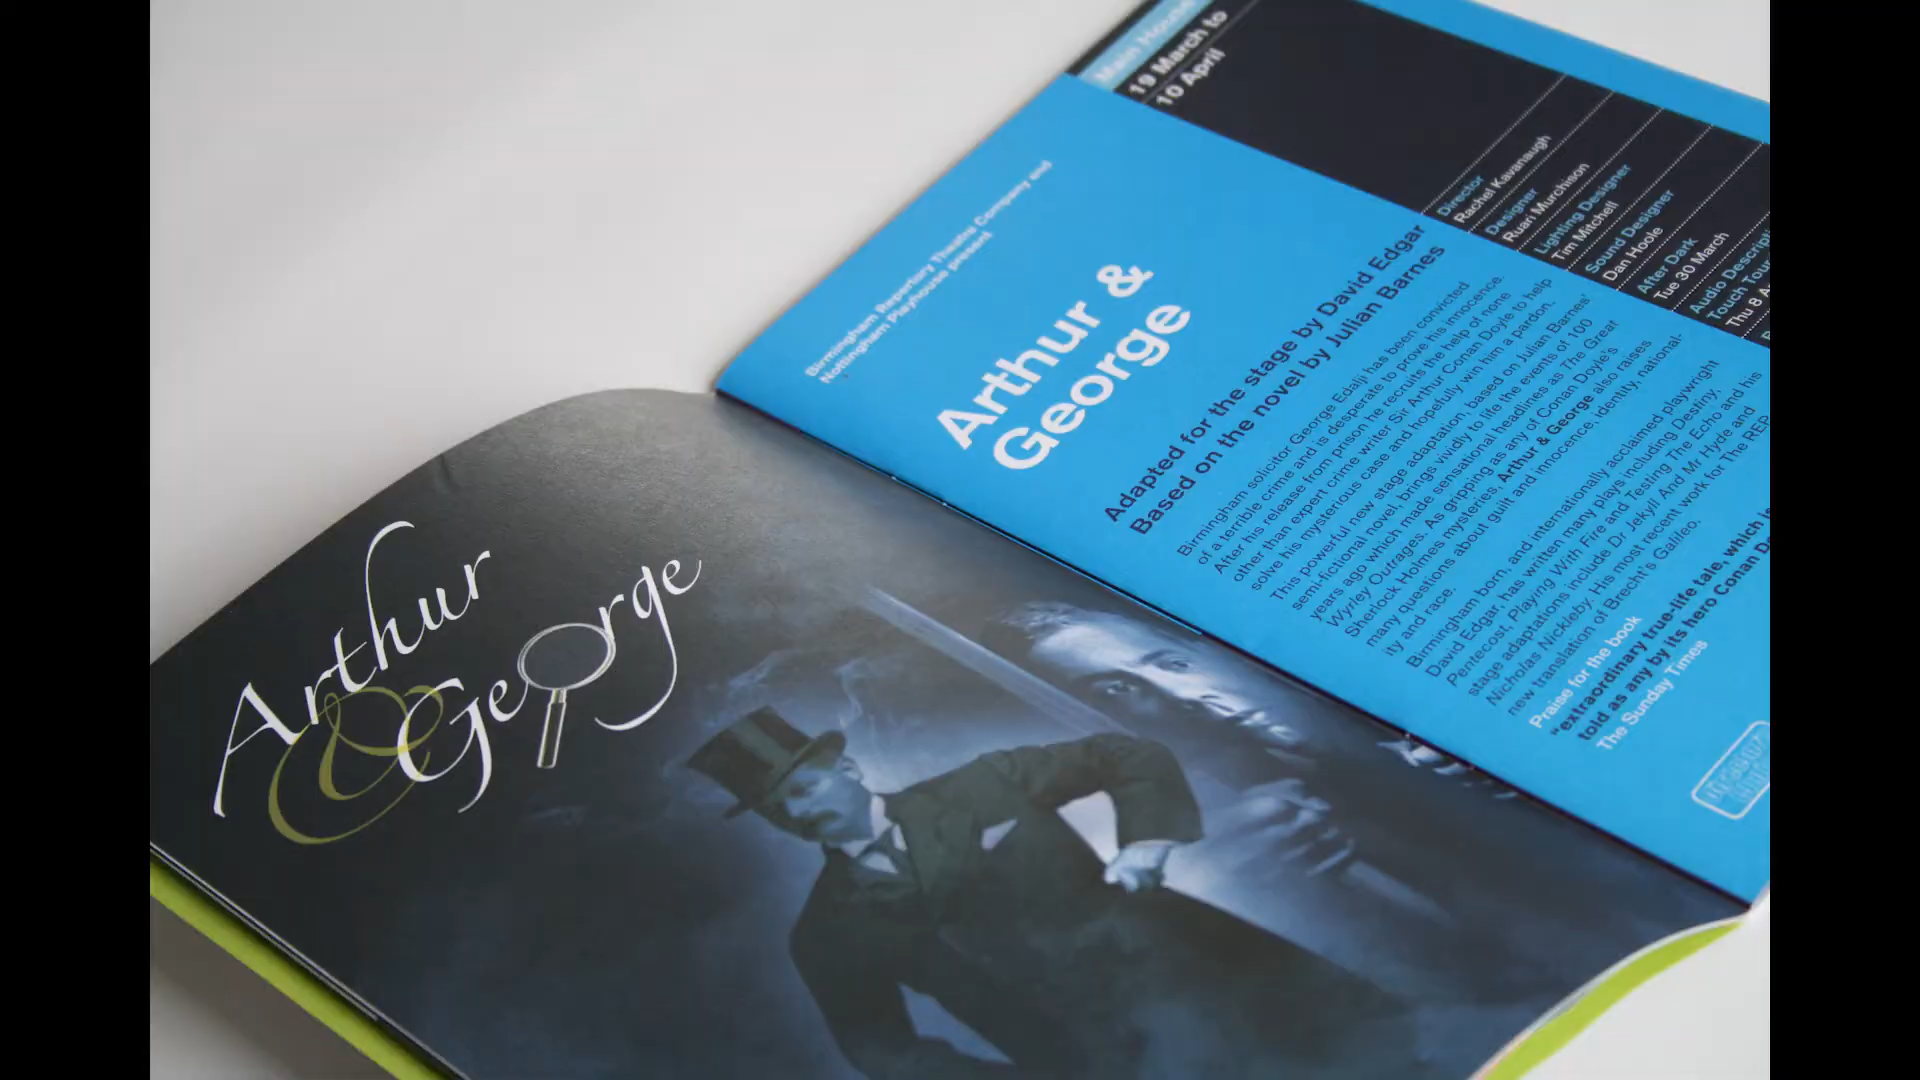 Arthur
&
George
Main House
19 March to
10 April
Birmingham Repertory Theatre Company and
Nottingham Playhouse present
Arthur &
George
Adapted for the stage by David Edgar
Based on the novel by Julian Barnes
Birmingham solicitor George Edalji has been convicted
of a terrible crime and is desperate to prove his innocence.
After his release from prison he recruits the help of none
other than expert crime writer Sir Arthur Conan Doyle to help
solve his mysterious case and hopefully win him a pardon.
This powerful new stage adaptation, based on Julian Barnes'
semi-fictional novel, brings vividly to life the events of 100
years ago which made sensational headlines as The Great
Wyrley Outrages. As gripping as any of Conan Doyle's
Sherlock Holmes mysteries, Arthur & George also raises
many questions about guilt and innocence, identity, national-
ity and race.
Birmingham born, and internationally acclaimed playwright
David Edgar, has written many plays including Destiny,
Pentecost, Playing With Fire and Testing The Echo and his
stage adaptations include Dr Jekyll And Mr Hyde and
Nicholas Nickleby. His most recent work for The REP
new translation of Brecht's Galileo.
Praise for the book
"extraordinary true-life tale, which is
told as any by its hero Conan
The Sunday Times
Director
Rachel Kavanaugh
Designer
Ruari Murchison
Lighting Designer
Tim Mitchell
Sound Designer
Dan Hoole
After Dark
Tue 30 March
Audio
Touch
Thu 8